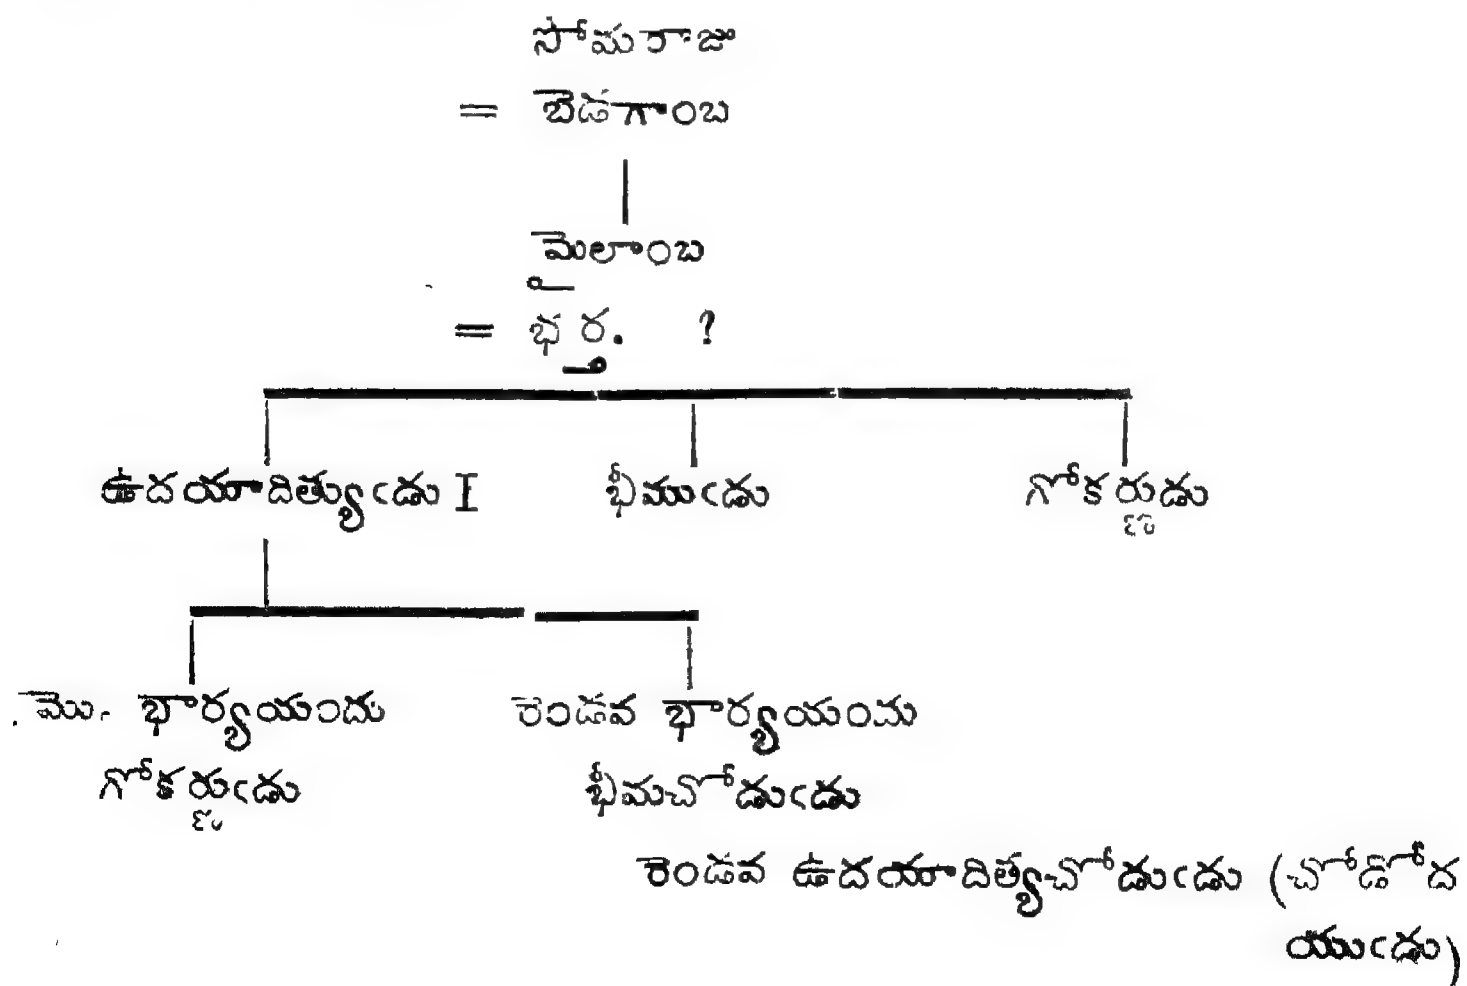 సోమరాజు
= బెడగాంబ
మైలాంబ
= భర్త. ?
ఉదయాదిత్యుఁడు I భీముఁడు గోకర్ణుడు
మొ. భార్యయందు రెండవ భార్యయందు
గోకర్ణుఁడు భీమచోడుఁడు
రెండవ ఉదయాదిత్యచోడుఁడు (చోడోద
యుఁడు)